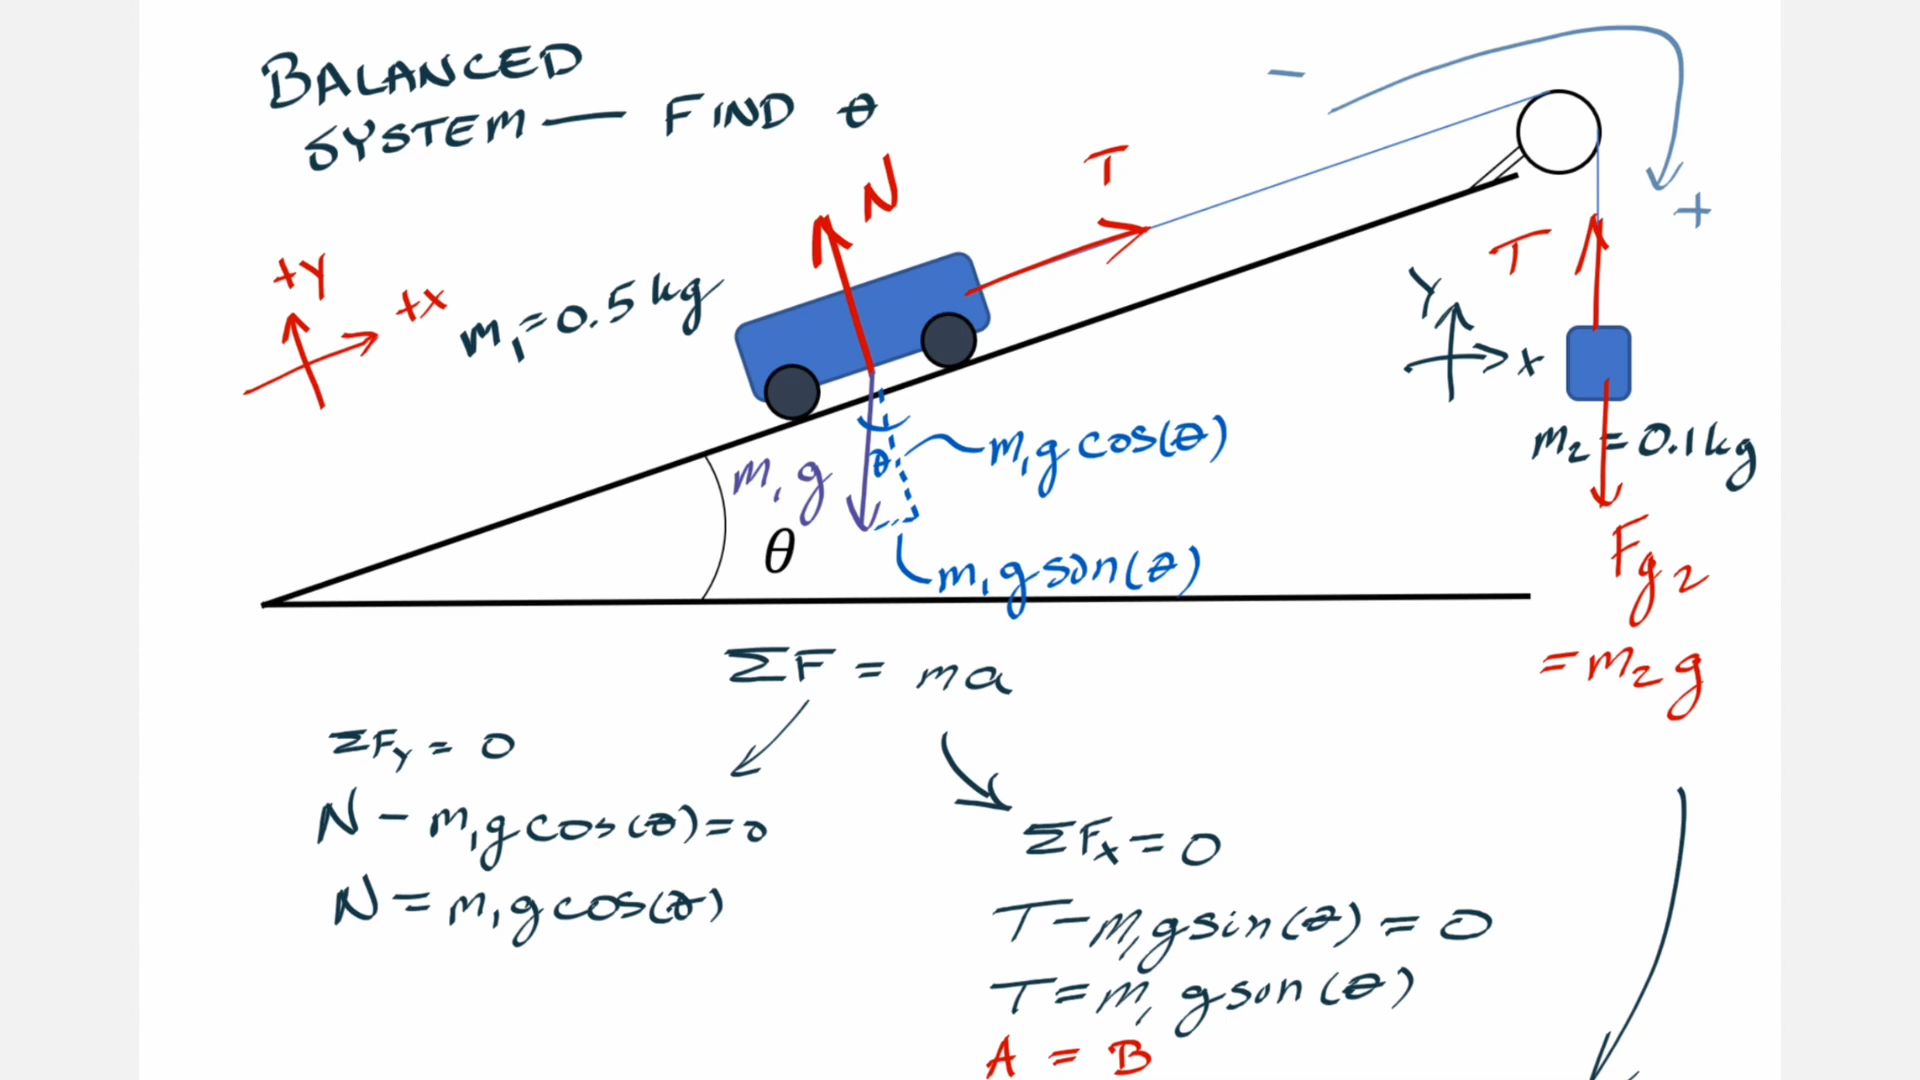 BALANCED
SYSTEM — FIND θ
−
+
N
T
T
+Y
+X
m₁=0.5 kg
Y
X
m₂ = 0.1kg
m₁g
θ
m₁g cos(θ)
θ
m₁g sin(θ)
Fg₂
= m₂g
ΣF = ma
ΣFy = 0
N − m₁g cos(θ)=0
N = m₁g cos(θ)
ΣFx = 0
T − m₁g sin(θ) = 0
T = m₁ g sin(θ)
A = B